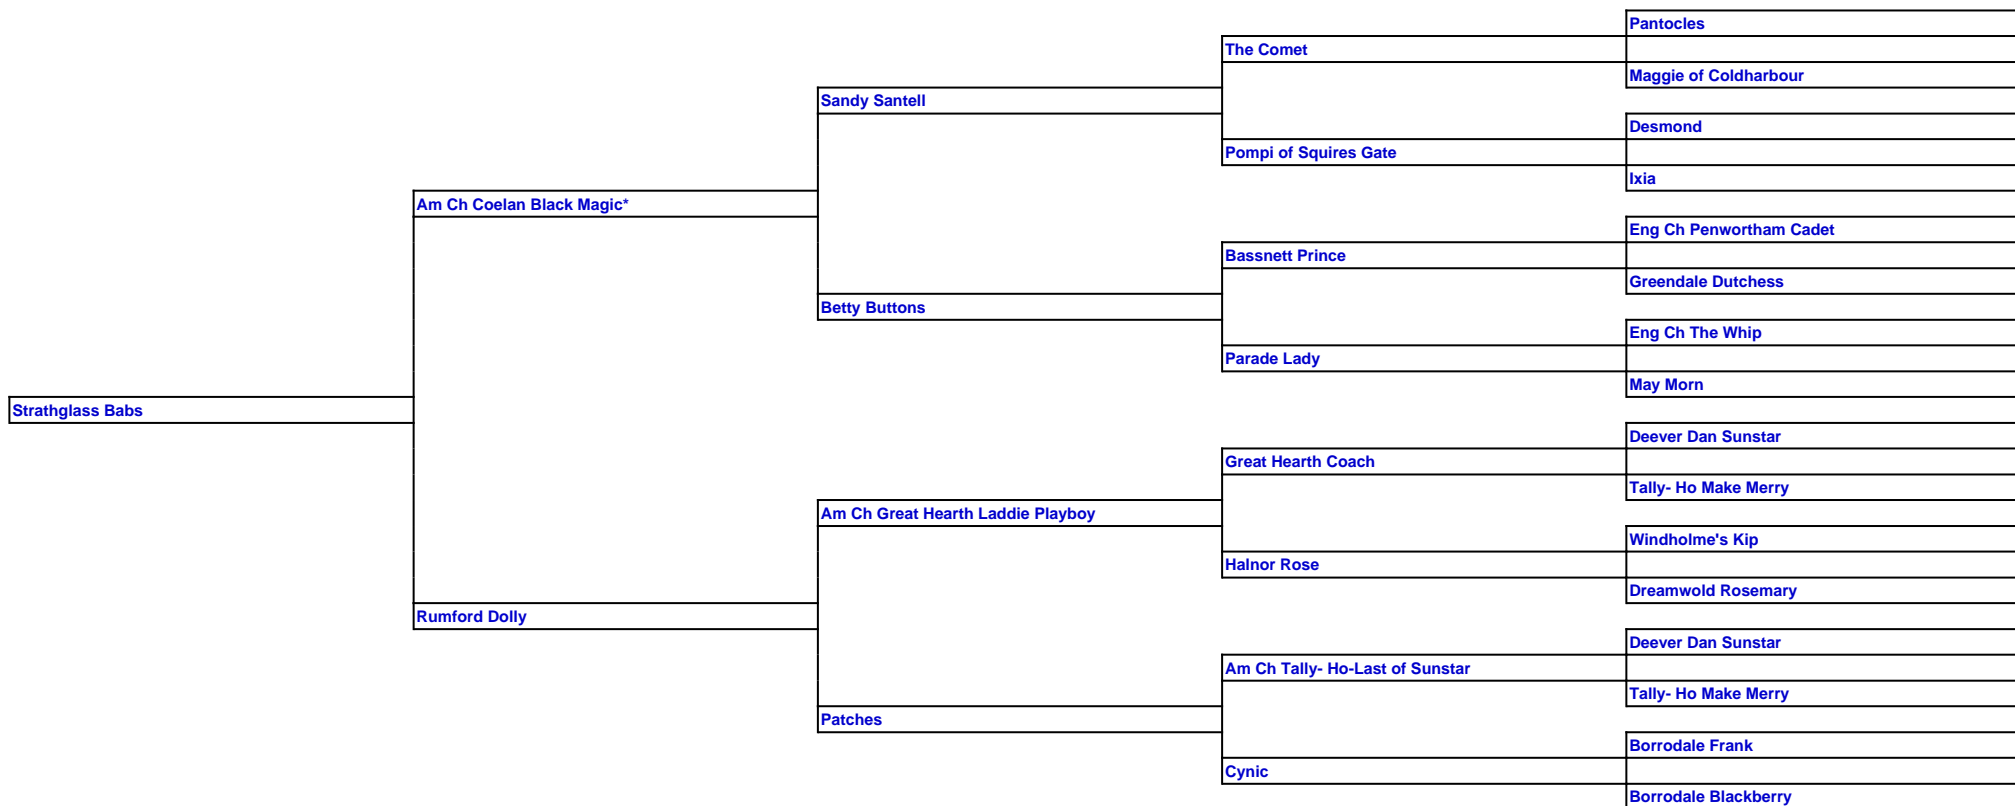 Pantocles
The Comet
Maggie of Coldharbour
Sandy Santell
Desmond
Pompi of Squires Gate
Ixia
Am Ch Coelan Black Magic*
Eng Ch Penwortham Cadet
Bassnett Prince
Greendale Dutchess
Betty Buttons
Eng Ch The Whip
Parade Lady
May Morn
Strathglass Babs
Deever Dan Sunstar
Great Hearth Coach
Tally- Ho Make Merry
Am Ch Great Hearth Laddie Playboy
Windholme's Kip
Halnor Rose
Dreamwold Rosemary
Rumford Dolly
Deever Dan Sunstar
Am Ch Tally- Ho-Last of Sunstar
Tally- Ho Make Merry
Patches
Borrodale Frank
Cynic
Borrodale Blackberry